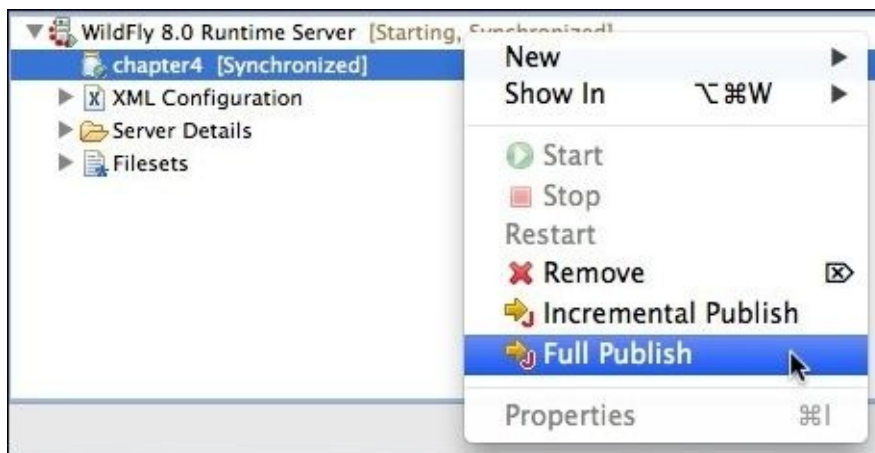 WildFly 8.0 Runtime Server [Starting, Synchronized]
chapter4 [Synchronized]
X XML Configuration
Server Details
Filesets
New
Show In ⌥⌘W
Start
Stop
Restart
Remove ⌦
Incremental Publish
Full Publish
Properties ⌘I